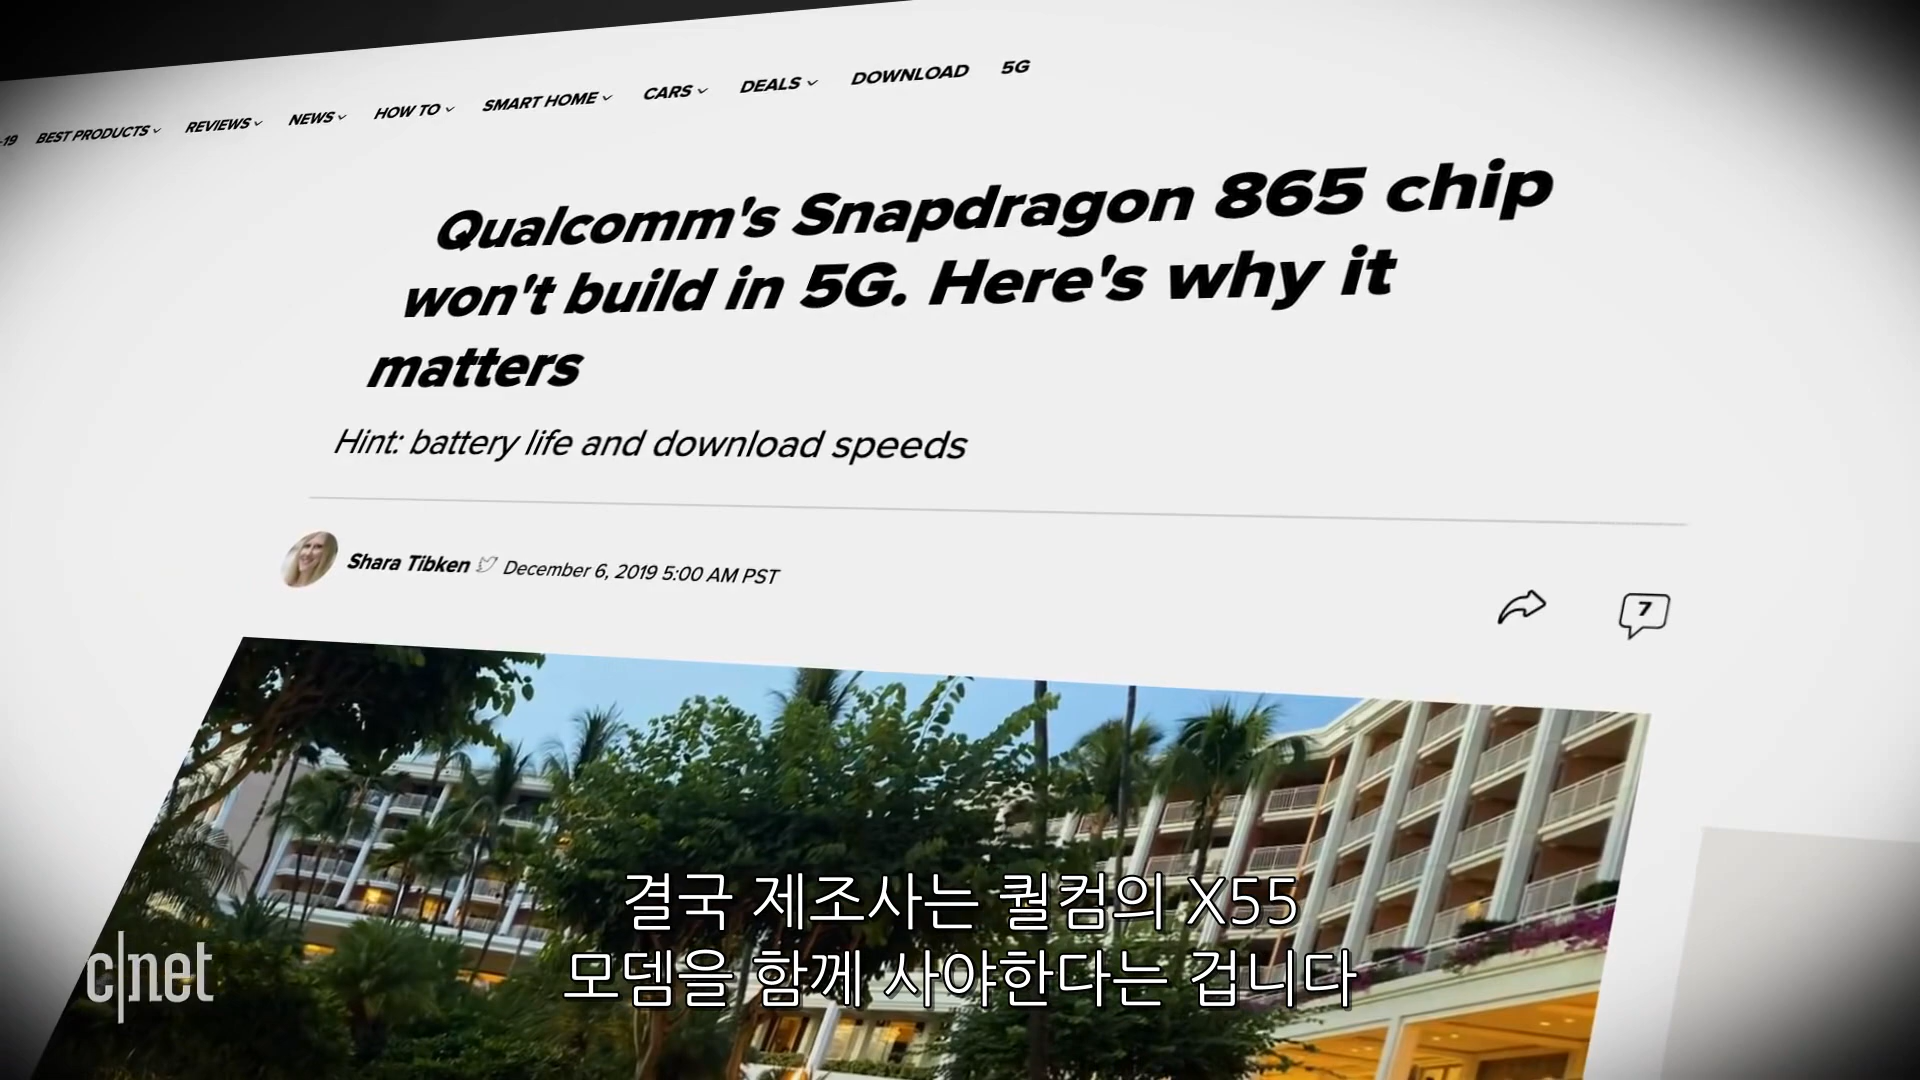 -19 BEST PRODUCTS REVIEWS NEWS HOW TO SMART HOME CARS DEALS DOWNLOAD 5G
Qualcomm's Snapdragon 865 chip
won't build in 5G. Here's why it
matters
Hint: battery life and download speeds
Shara Tibken December 6, 2019 5:00 AM PST
7
결국 제조사는 퀄컴의 X55
모뎀을 함께 사야한다는 겁니다
c|net